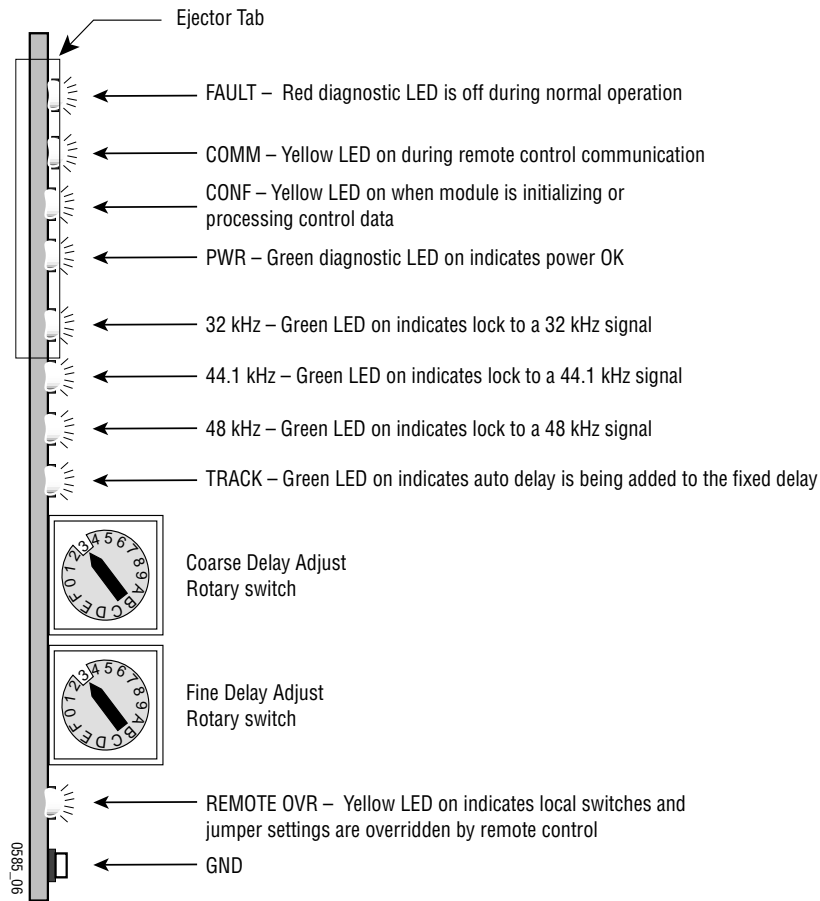 Ejector Tab
FAULT – Red diagnostic LED is off during normal operation
COMM – Yellow LED on during remote control communication
CONF – Yellow LED on when module is initializing or
processing control data
PWR – Green diagnostic LED on indicates power OK
32 kHz – Green LED on indicates lock to a 32 kHz signal
44.1 kHz – Green LED on indicates lock to a 44.1 kHz signal
48 kHz – Green LED on indicates lock to a 48 kHz signal
TRACK – Green LED on indicates auto delay is being added to the fixed delay
0123456789ABCDEF
Coarse Delay Adjust
Rotary switch
0123456789ABCDEF
Fine Delay Adjust
Rotary switch
REMOTE OVR – Yellow LED on indicates local switches and
jumper settings are overridden by remote control
GND
0585_06